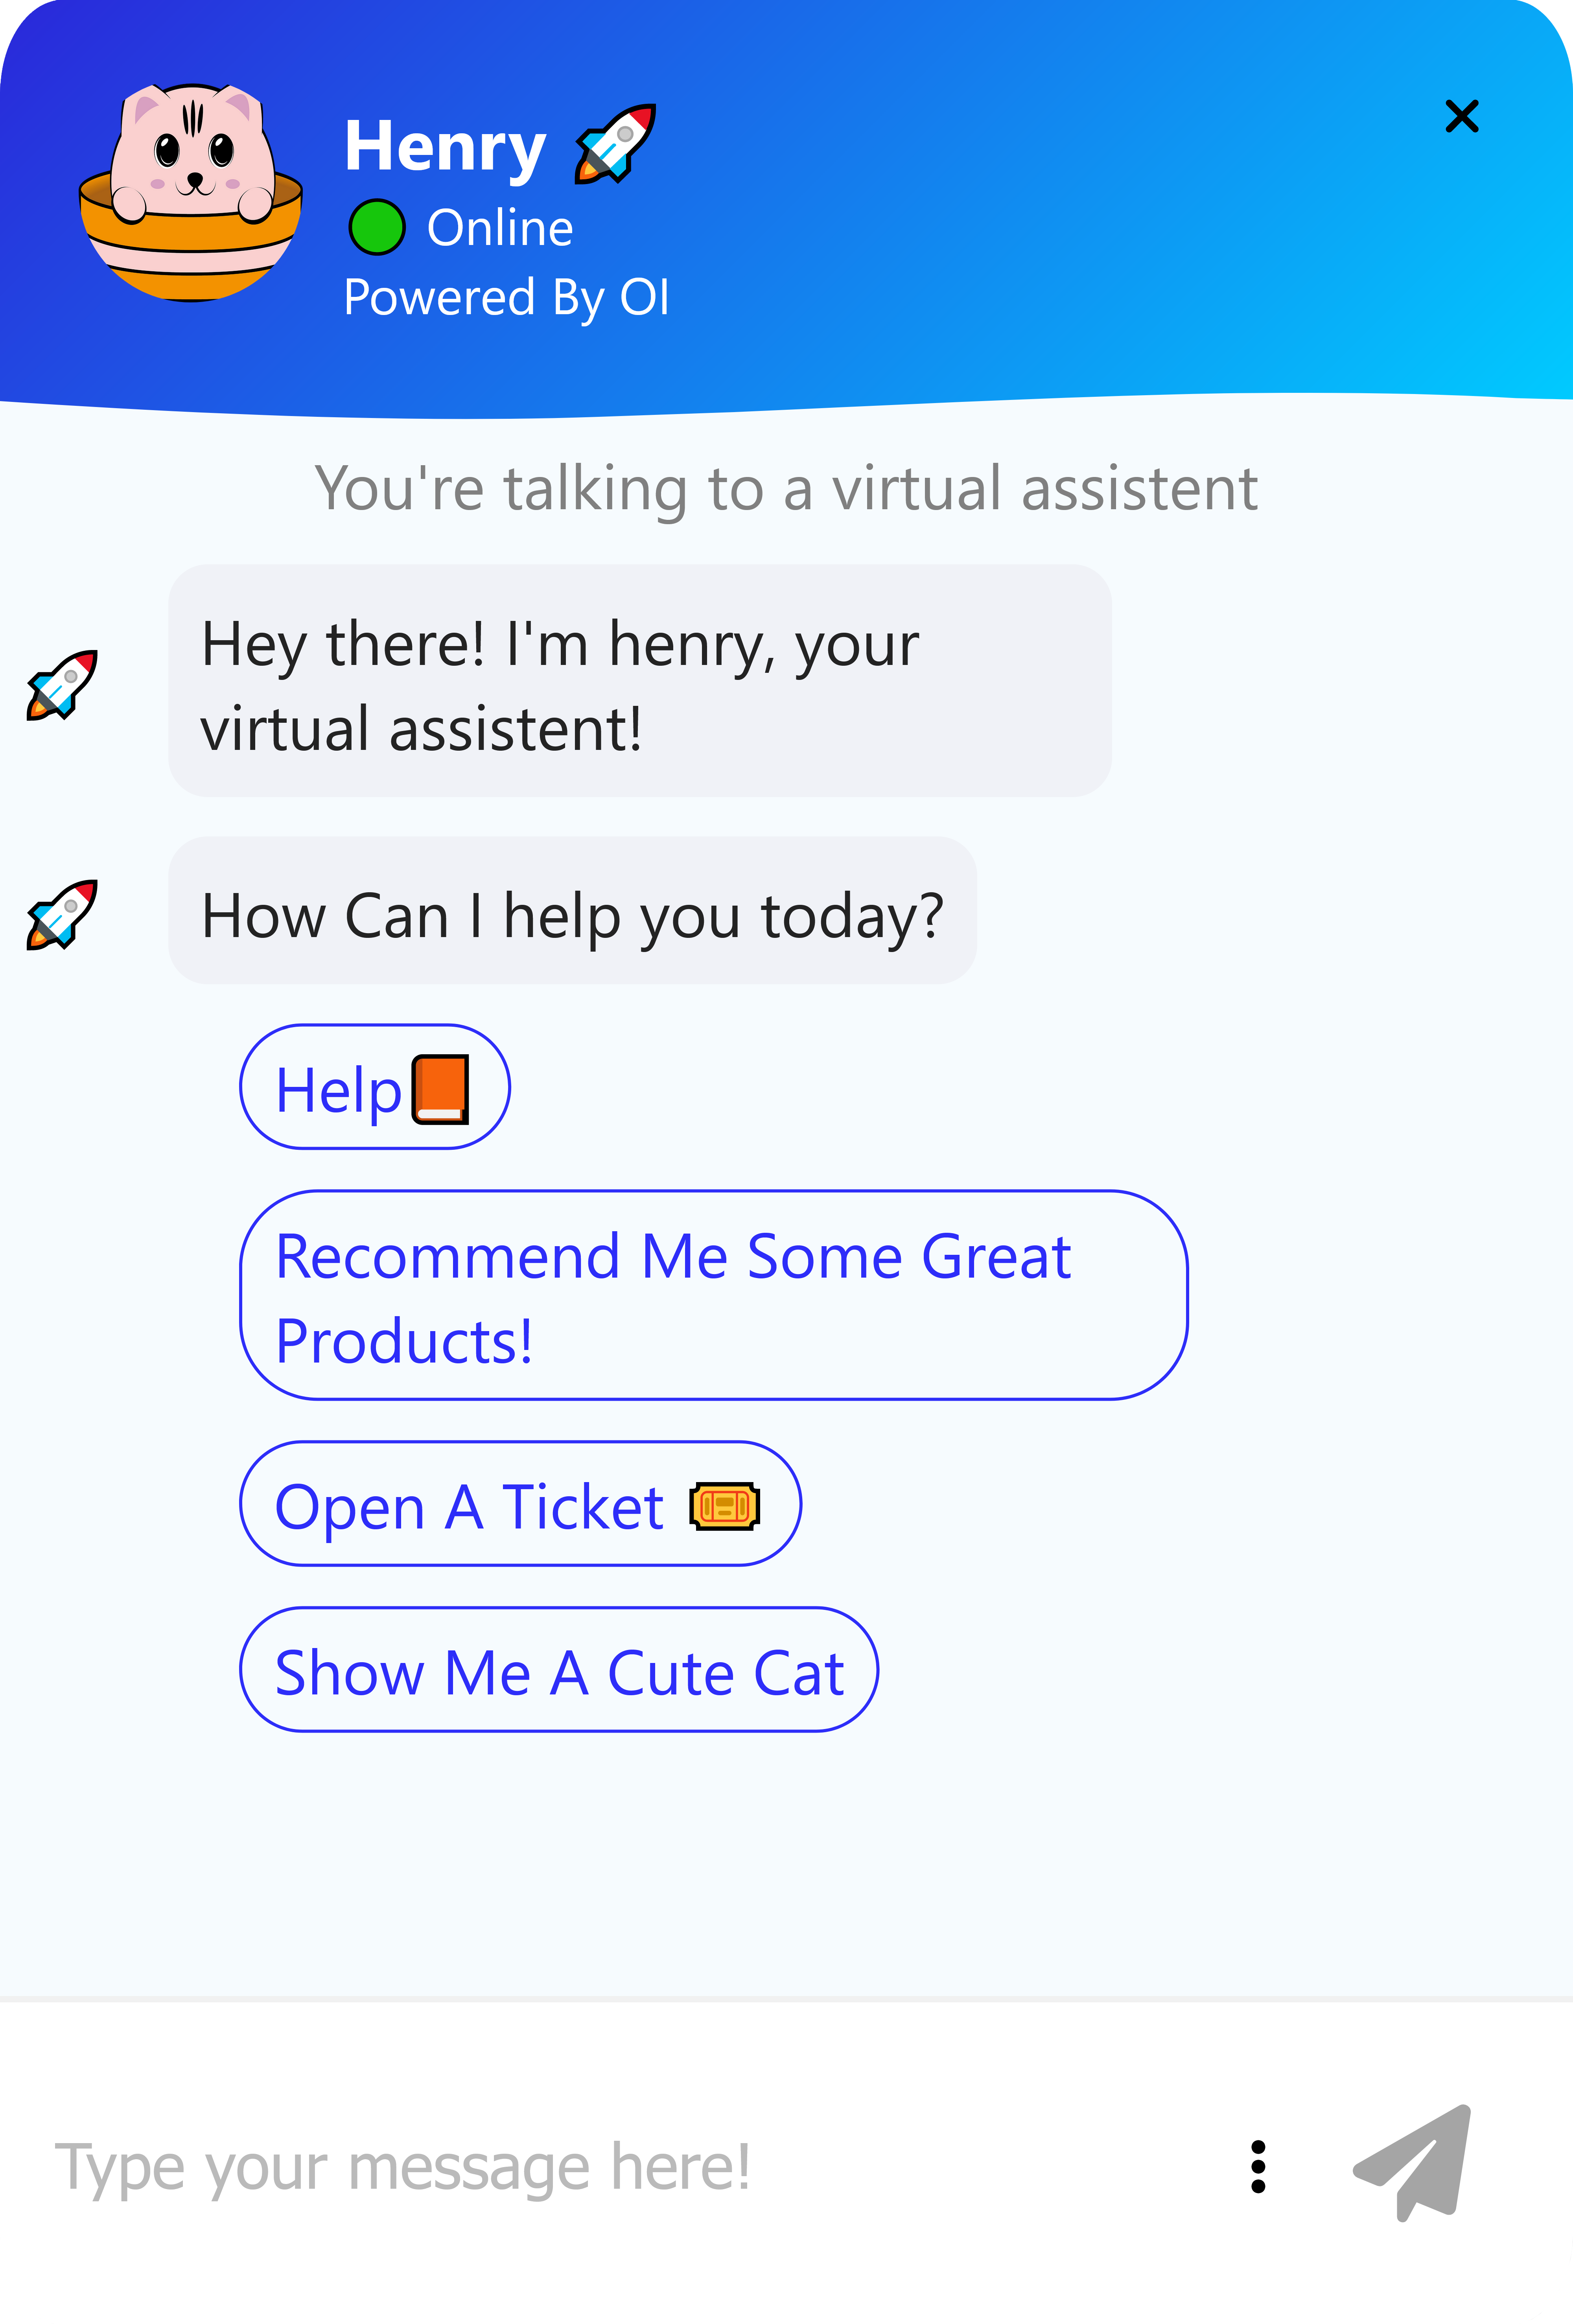 Henry 🚀
Online
Powered By OI
You're talking to a virtual assistent
Hey there! I'm henry, your
virtual assistent!
How Can I help you today?
Help📙
Recommend Me Some Great
Products!
Open A Ticket 🎫
Show Me A Cute Cat
Type your message here!